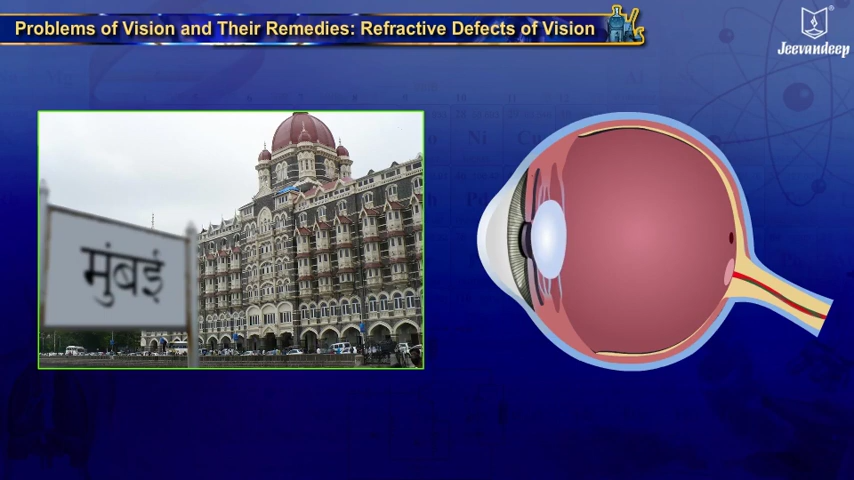 Problems of Vision and Their Remedies: Refractive Defects of Vision
Jeevandeep
मुंबई